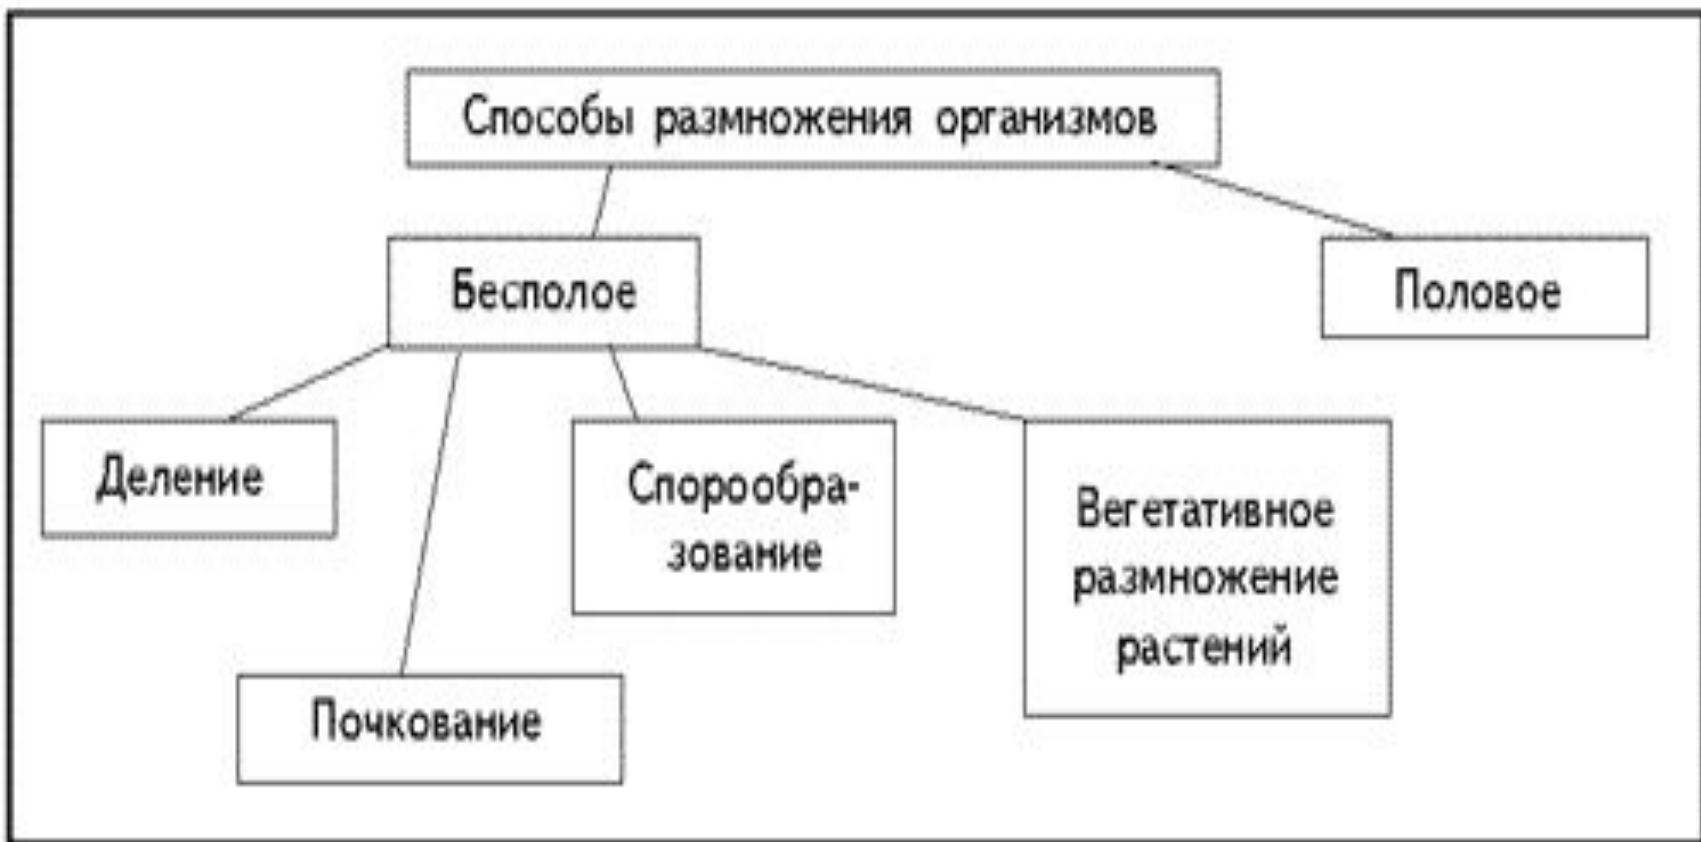 Способы размножения организмов
Бесполое
Половое
Деление
Спорообра-
зование
Вегетативное
размножение
растений
Почкование